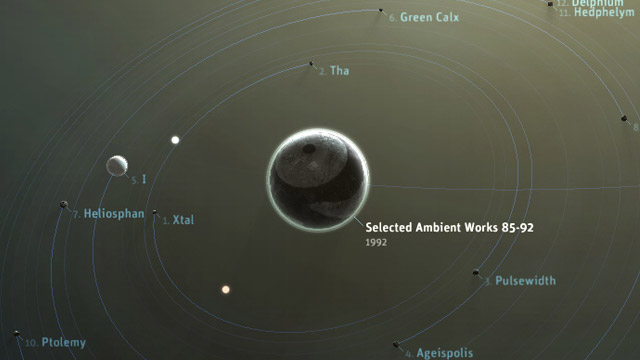 12. Delphium
11. Hedphelym
6. Green Calx
2. Tha
8
5. I
7. Heliosphan
1. Xtal
Selected Ambient Works 85-92
1992
3. Pulsewidth
10. Ptolemy
4. Ageispolis